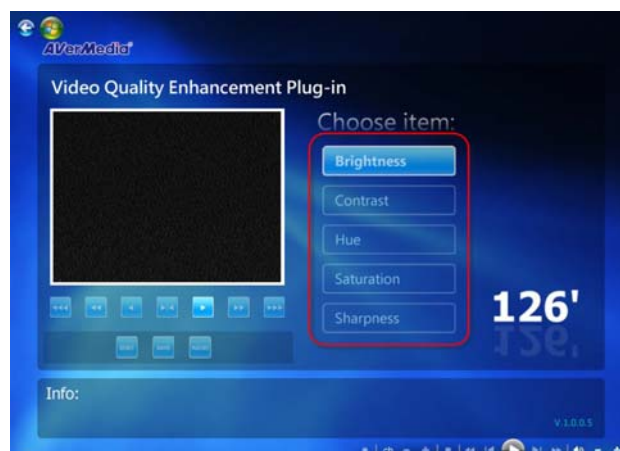 AVerMedia
Video Quality Enhancement Plug-in
Choose item:
Brightness
Contrast
Hue
Saturation
Sharpness
126'
Info:
V.1.0.0.5